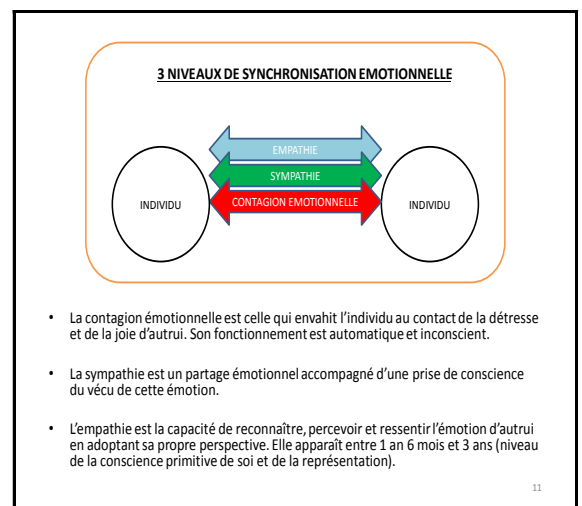 3 NIVEAUX DE SYNCHRONISATION EMOTIONNELLE
EMPATHIE
SYMPATHIE
INDIVIDU
CONTAGION EMOTIONNELLE
INDIVIDU
• La contagion émotionnelle est celle qui envahit l’individu au contact de la détresse
et de la joie d’autrui. Son fonctionnement est automatique et inconscient.
• La sympathie est un partage émotionnel accompagné d’une prise de conscience
du vécu de cette émotion.
• L’empathie est la capacité de reconnaître, percevoir et ressentir l’émotion d’autrui
en adoptant sa propre perspective. Elle apparaît entre 1 an 6 mois et 3 ans (niveau
de la conscience primitive de soi et de la représentation).
11